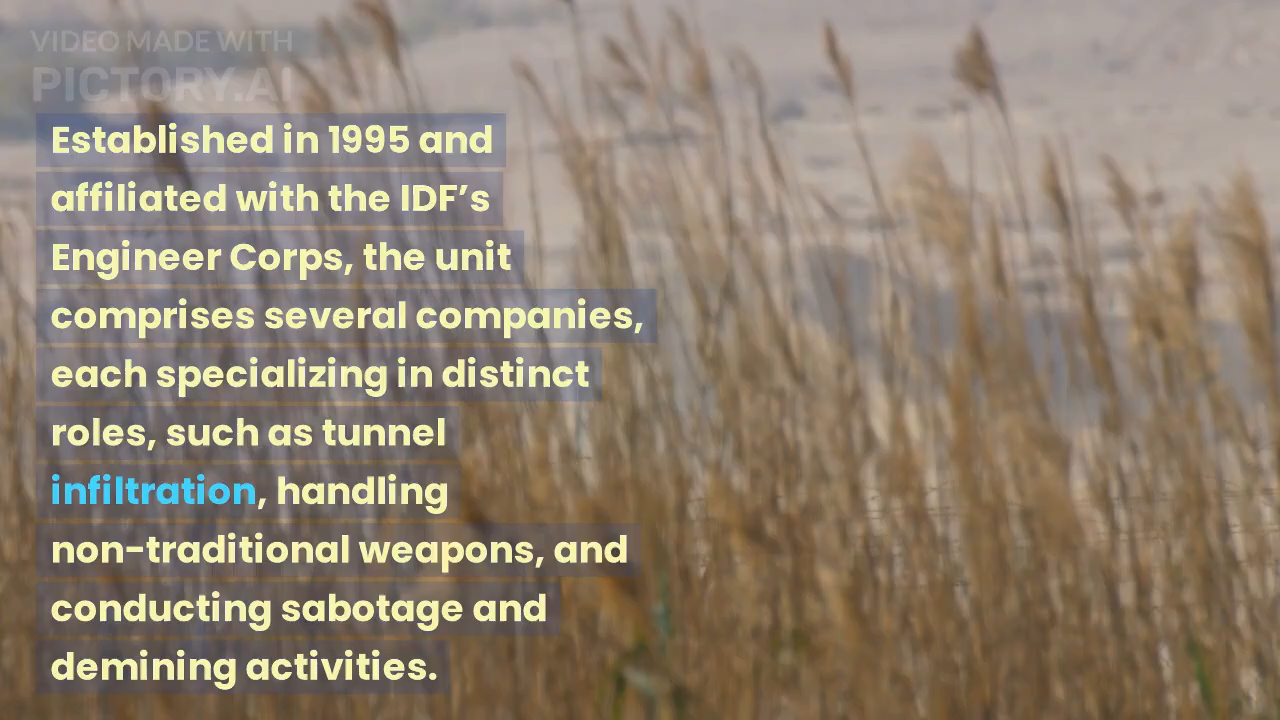 VIDEO MADE WITH
PICTORY.AI
Established in 1995 and
affiliated with the IDF’s
Engineer Corps, the unit
comprises several companies,
each specializing in distinct
roles, such as tunnel
infiltration, handling
non-traditional weapons, and
conducting sabotage and
demining activities.